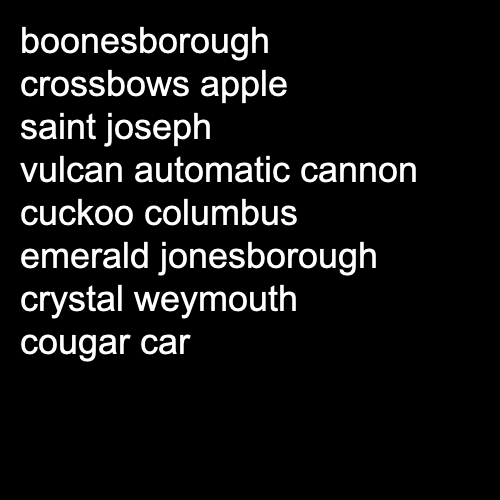 boonesborough
crossbows apple
saint joseph
vulcan automatic cannon
cuckoo columbus
emerald jonesborough
crystal weymouth
cougar car